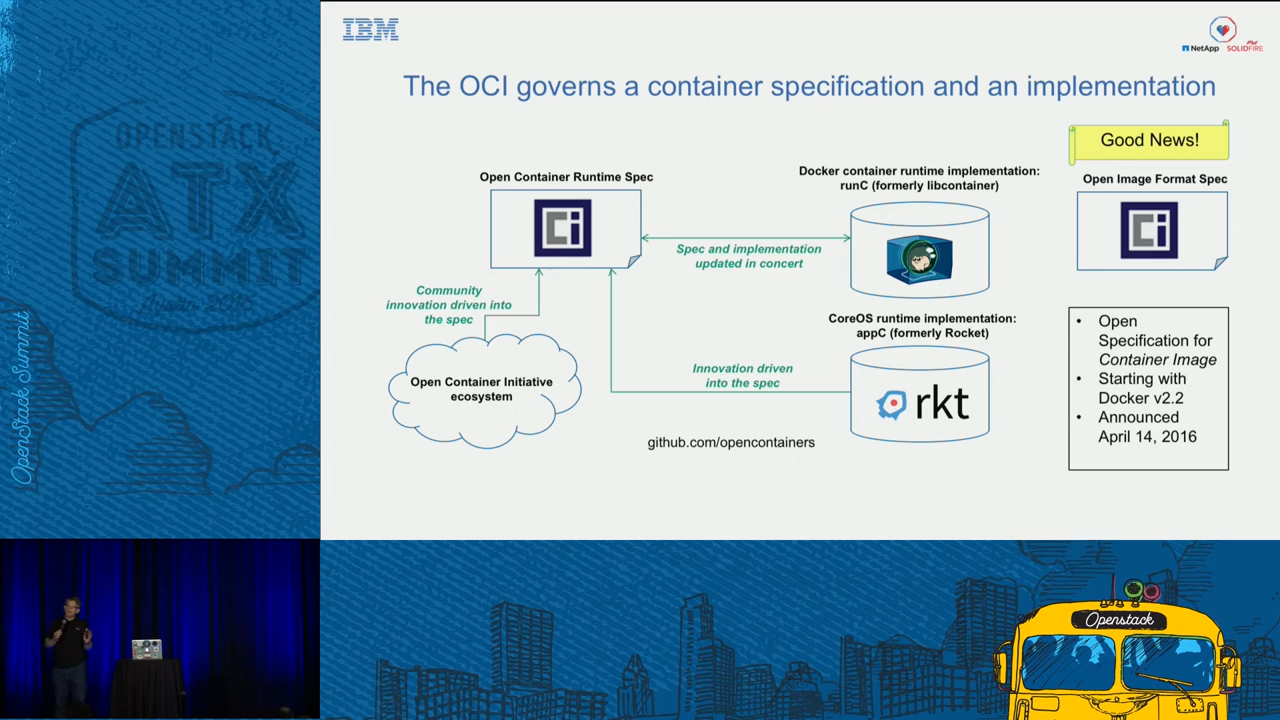 IBM
NetApp
SOLIDFIRE
The OCI governs a container specification and an implementation
Good News!
Open Container Runtime Spec
Docker container runtime implementation:
runC (formerly libcontainer)
Open Image Format Spec
Ci
Ci
Spec and implementation
updated in concert
Community
innovation driven into
the spec
CoreOS runtime implementation:
appC (formerly Rocket)
Open Container Initiative
ecosystem
Innovation driven
into the spec
rkt
github.com/opencontainers
• Open
Specification for
Container Image
• Starting with
Docker v2.2
• Announced
April 14, 2016
OPENSTACK
ATX
SUMMIT
Austin 2016
OpenStack Summit
Openstack